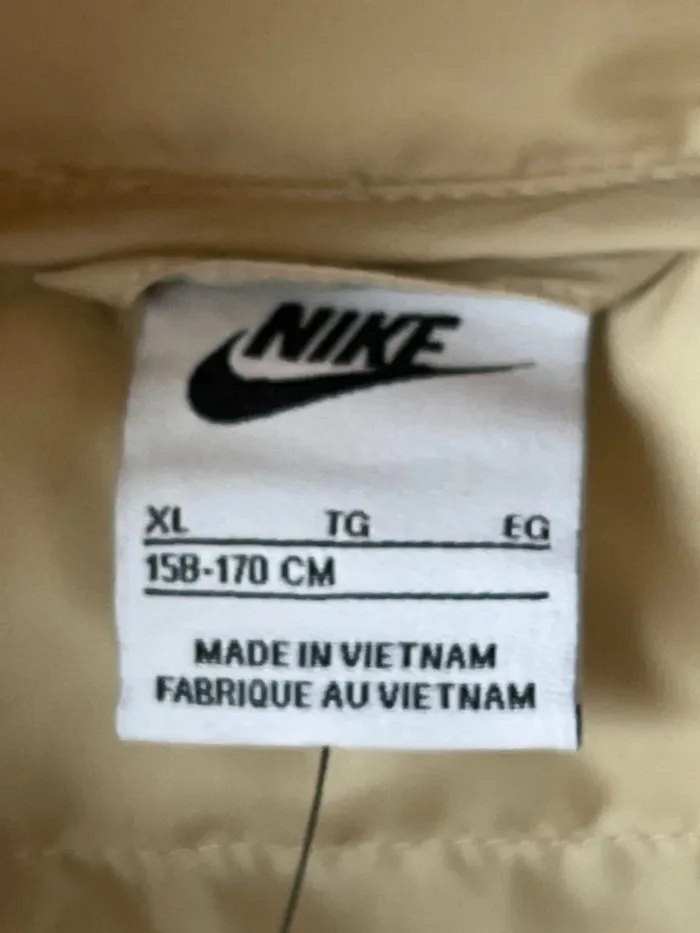 NIKE
XL TG EG
158-170 CM
MADE IN VIETNAM
FABRIQUE AU VIETNAM